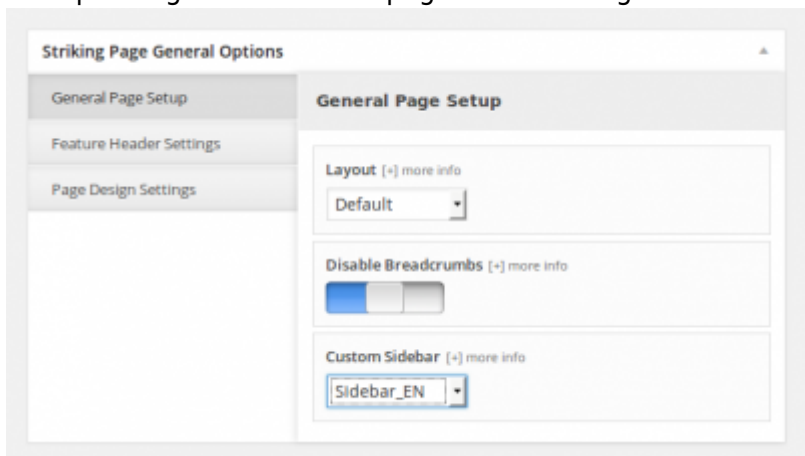 Striking Page General Options
General Page Setup
Feature Header Settings
Page Design Settings
General Page Setup
Layout [+] more info
Default
Disable Breadcrumbs [+] more info
Custom Sidebar [+] more info
Sidebar_EN